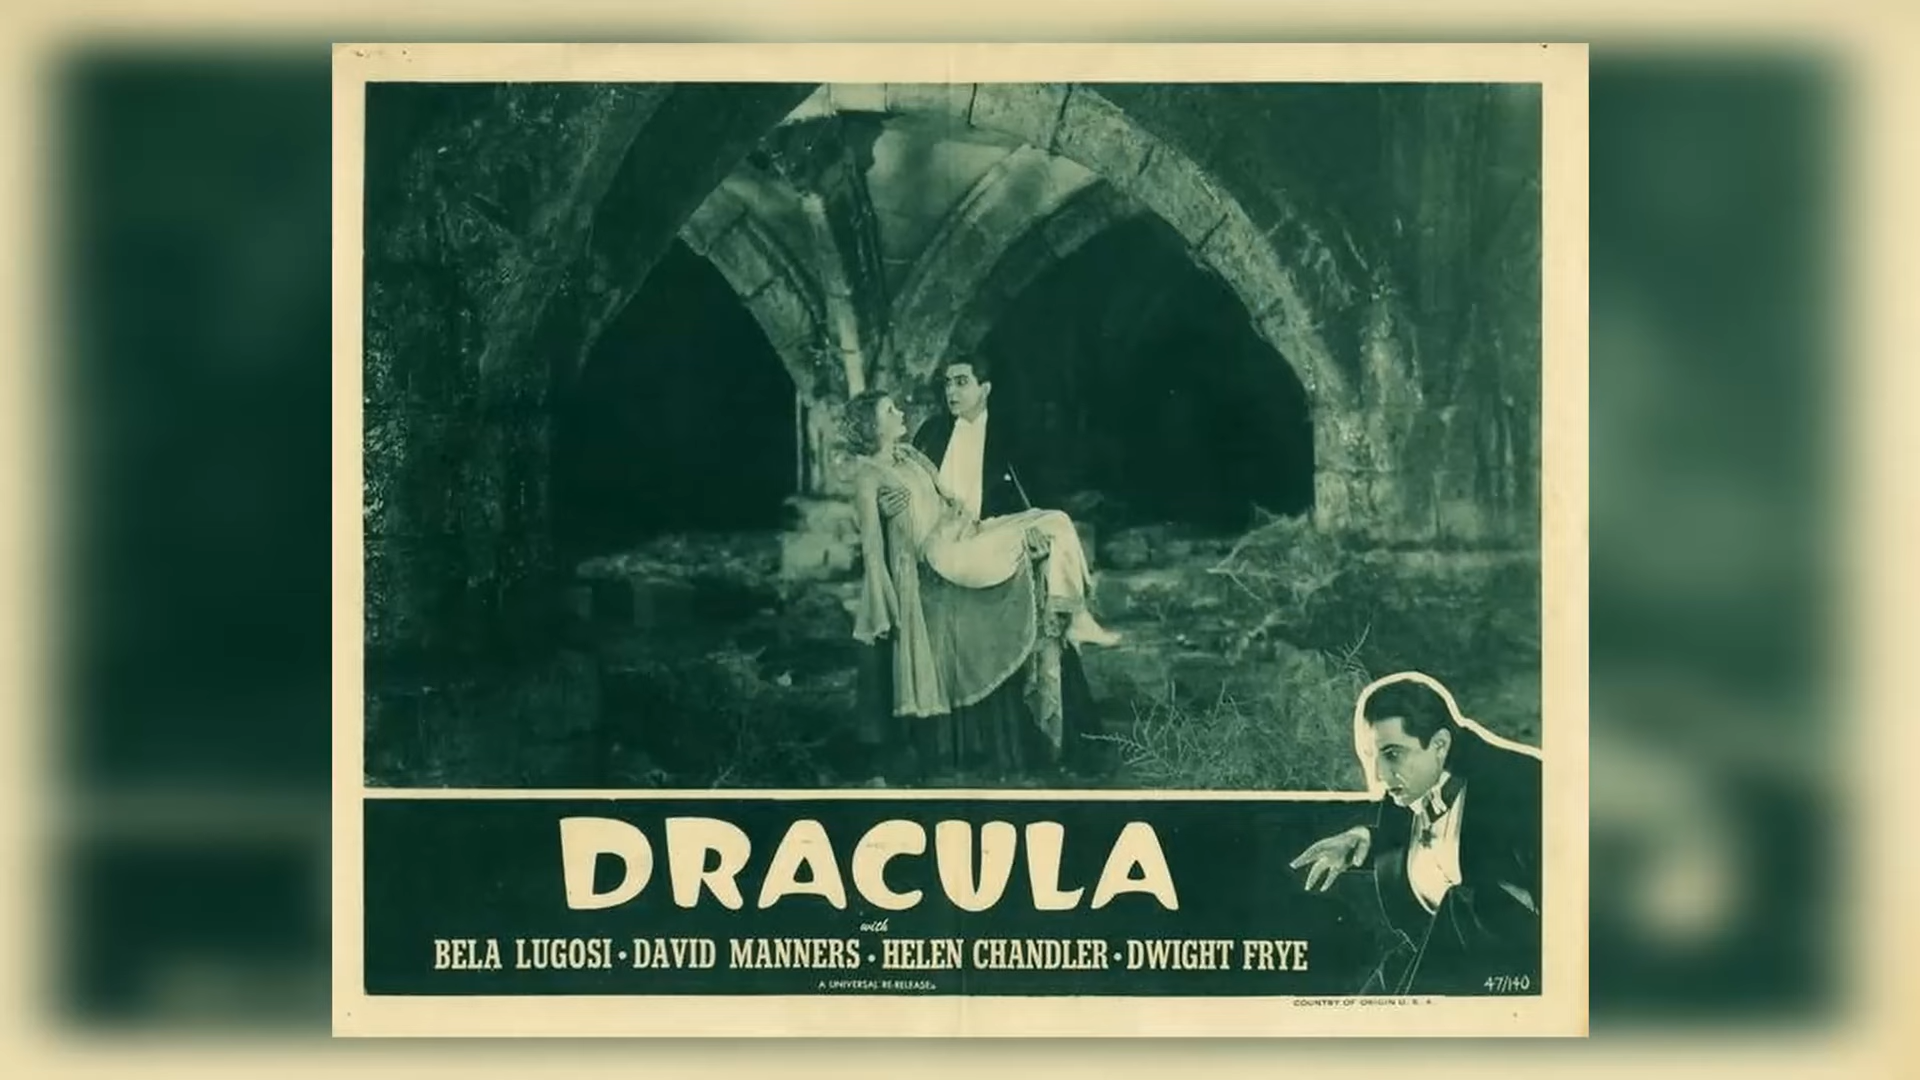 DRACULA
with
BELA LUGOSI • DAVID MANNERS • HELEN CHANDLER • DWIGHT FRYE
A UNIVERSAL RE-RELEASE
47/140
COUNTRY OF ORIGIN U. S. A.